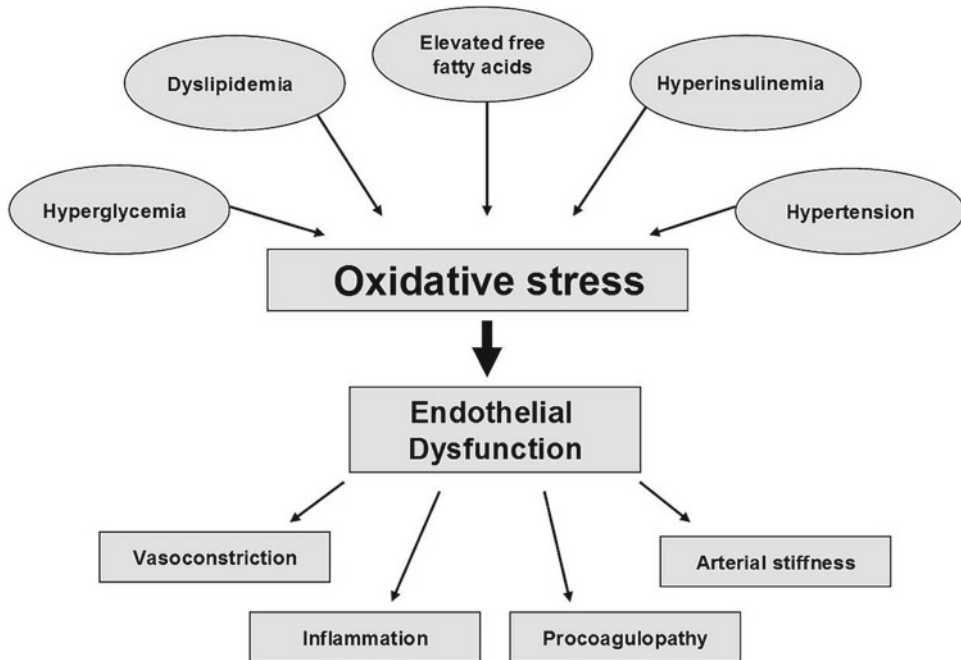 Elevated free
fatty acids
Dyslipidemia
Hyperinsulinemia
Hyperglycemia
Hypertension
Oxidative stress
Endothelial
Dysfunction
Vasoconstriction
Arterial stiffness
Inflammation
Procoagulopathy